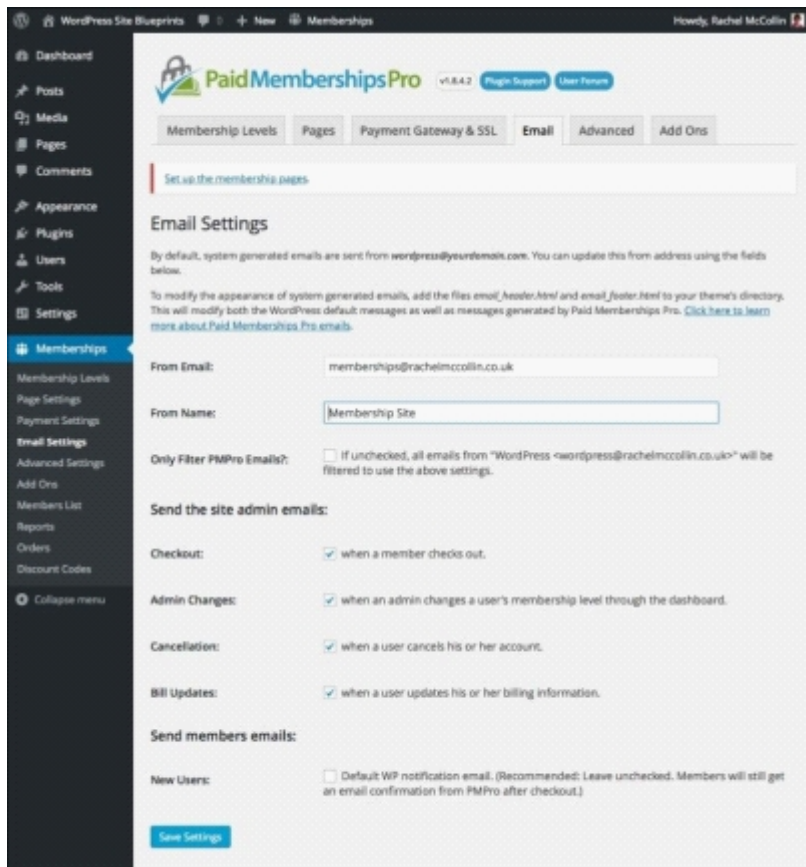 WordPress Site Blueprints
New
Memberships
Howdy, Rachel McCollin
Dashboard
Posts
Media
Pages
Comments
Appearance
Plugins
Users
Tools
Settings
Memberships
Membership Levels
Page Settings
Payment Settings
Email Settings
Advanced Settings
Add Ons
Members List
Reports
Orders
Discount Codes
Collapse menu
PaidMembershipsPro v1.8.4.2 Plugin Support User Forum
Membership Levels Pages Payment Gateway & SSL Email Advanced Add Ons
Set up the membership pages.
Email Settings
By default, system generated emails are sent from wordpress@yourdomain.com. You can update this from address using the fields
below.
To modify the appearance of system generated emails, add the files email_header.html and email_footer.html to your theme's directory.
This will modify both the WordPress default messages as well as messages generated by Paid Memberships Pro. Click here to learn
more about Paid Memberships Pro emails.
From Email: memberships@rachelmccollin.co.uk
From Name: Membership Site
Only Filter PMPro Emails?: If unchecked, all emails from "WordPress <wordpress@rachelmccollin.co.uk>" will be
filtered to use the above settings.
Send the site admin emails:
Checkout: when a member checks out.
Admin Changes: when an admin changes a user's membership level through the dashboard.
Cancellation: when a user cancels his or her account.
Bill Updates: when a user updates his or her billing information.
Send members emails:
New Users: Default WP notification email. (Recommended: Leave unchecked. Members will still get
an email confirmation from PMPro after checkout.)
Save Settings